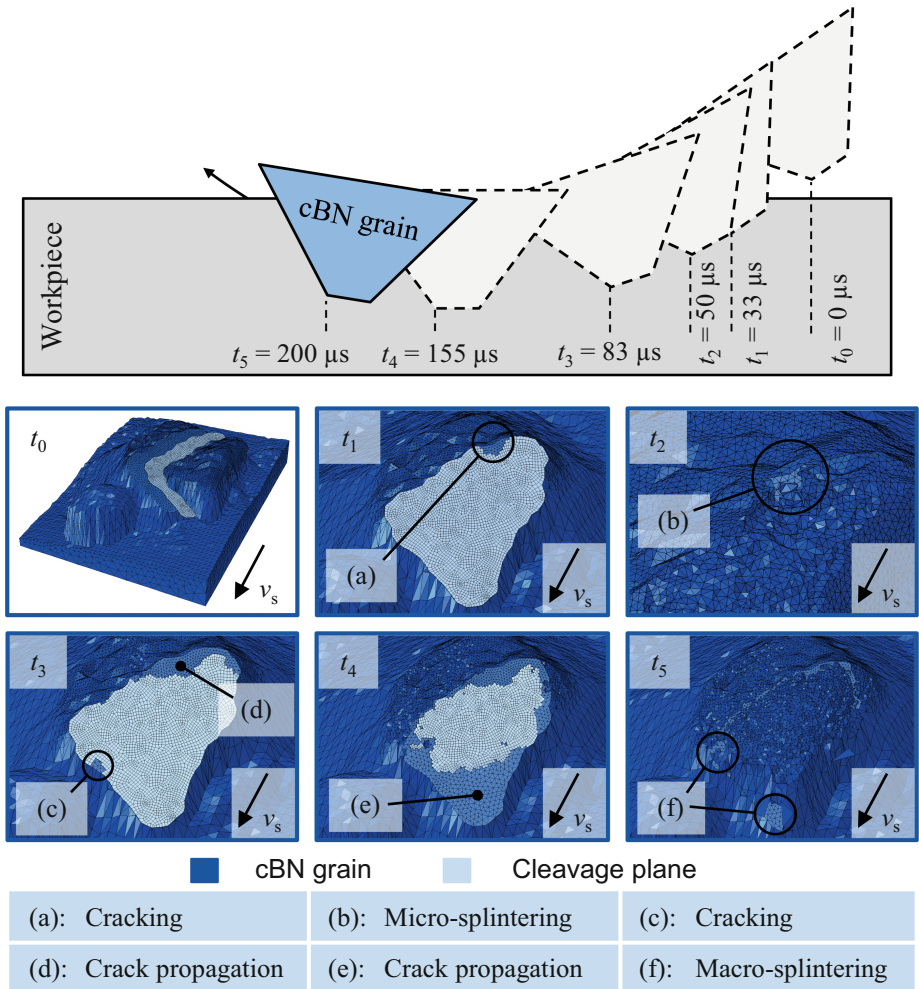 cBN grain
Workpiece
t5 = 200 µs
t4 = 155 µs
t3 = 83 µs
t2 = 50 µs
t1 = 33 µs
t0 = 0 µs
t0
vs
t1
(a)
vs
t2
(b)
vs
t3
(d)
(c)
vs
t4
(e)
vs
t5
(f)
vs
cBN grain
Cleavage plane
(a): Cracking
(b): Micro-splintering
(c): Cracking
(d): Crack propagation
(e): Crack propagation
(f): Macro-splintering